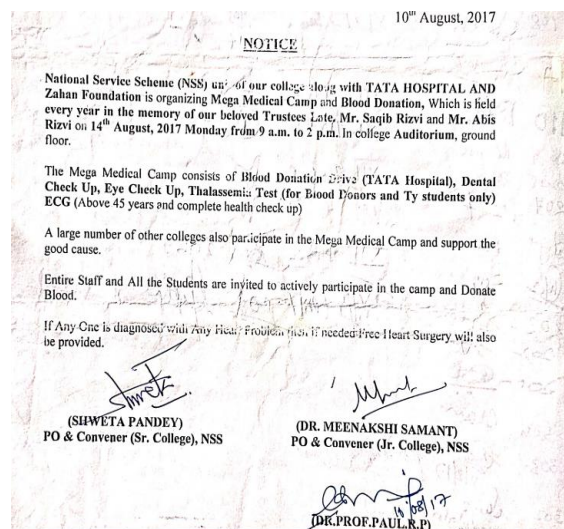 10th August, 2017
NOTICE
National Service Scheme (NSS) unit of our college along with TATA HOSPITAL AND
Zahan Foundation is organizing Mega Medical Camp and Blood Donation, Which is held
every year in the memory of our beloved Trustees Late. Mr. Saqib Rizvi and Mr. Abis
Rizvi on 14th August, 2017 Monday from 9 a.m. to 2 p.m. In college Auditorium, ground
floor.
The Mega Medical Camp consists of Blood Donation Drive (TATA Hospital), Dental
Check Up, Eye Check Up, Thalassemia Test (for Blood Donors and Ty students only)
ECG (Above 45 years and complete health check up)
A large number of other colleges also participate in the Mega Medical Camp and support the
good cause.
Entire Staff and All the Students are invited to actively participate in the camp and Donate
Blood.
If Any One is diagnosed with Any Heart Problem then if needed Free Heart Surgery will also
be provided.
Shweta
(SHWETA PANDEY)
PO & Convener (Sr. College), NSS
(DR. MEENAKSHI SAMANT)
PO & Convener (Jr. College), NSS
10/08/17
(DR.PROF.PAUL.R.P)